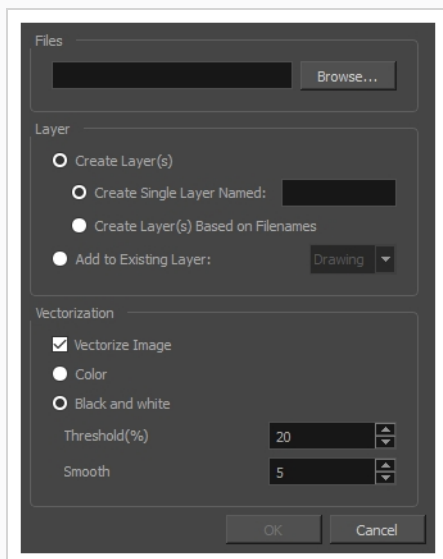 Files
Browse...
Layer
Create Layer(s)
Create Single Layer Named:
Create Layer(s) Based on Filenames
Add to Existing Layer: Drawing
Vectorization
Vectorize Image
Color
Black and white
Threshold(%) 20
Smooth 5
OK Cancel